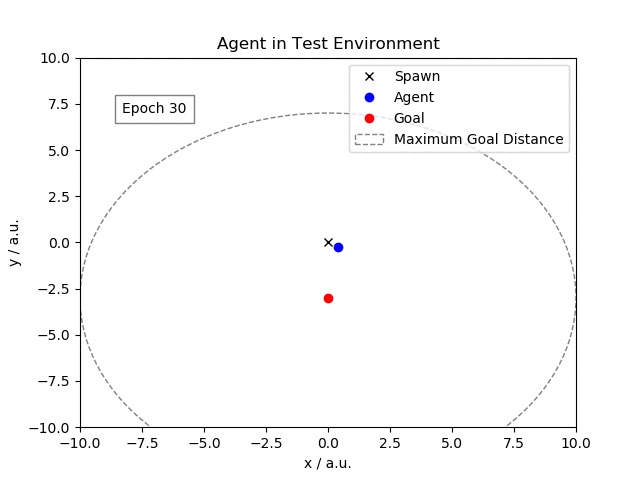 Agent in Test Environment
10.0
7.5
5.0
2.5
0.0
−2.5
−5.0
−7.5
−10.0
y / a.u.
Epoch 30
Spawn
Agent
Goal
Maximum Goal Distance
−10.0 −7.5 −5.0 −2.5 0.0 2.5 5.0 7.5 10.0
x / a.u.